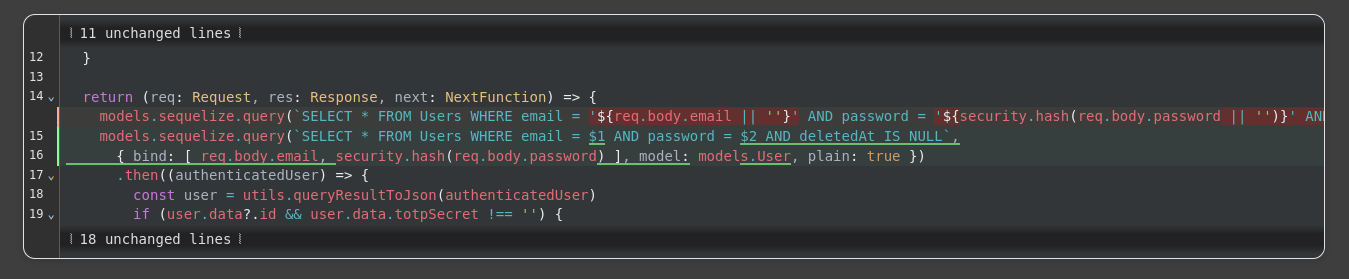 ⦚ 11 unchanged lines ⦚
12 }
13
14 return (req: Request, res: Response, next: NextFunction) => {
models.sequelize.query(`SELECT * FROM Users WHERE email = '${req.body.email || ''}' AND password = '${security.hash(req.body.password || '')}' AN
15 models.sequelize.query(`SELECT * FROM Users WHERE email = $1 AND password = $2 AND deletedAt IS NULL`,
16 { bind: [ req.body.email, security.hash(req.body.password) ], model: models.User, plain: true })
17 .then((authenticatedUser) => {
18 const user = utils.queryResultToJson(authenticatedUser)
19 if (user.data?.id && user.data.totpSecret !== '') {
⦚ 18 unchanged lines ⦚